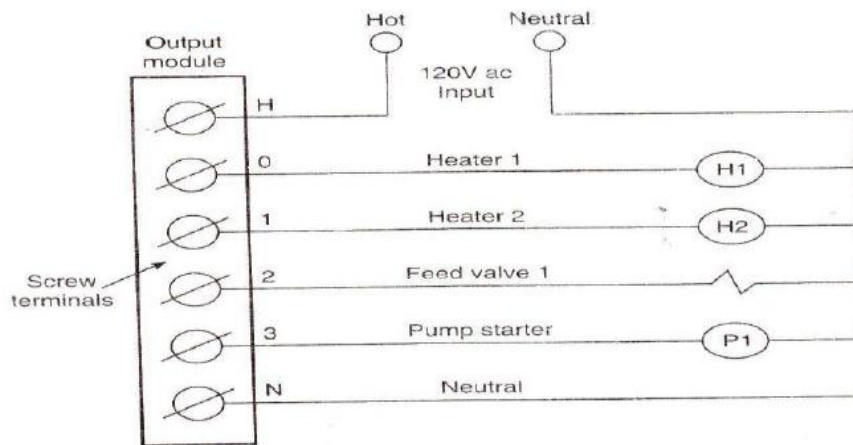 Hot
Neutral
Output
module
120V ac
Input
H
0
Heater 1
H1
1
Heater 2
H2
Screw
terminals
2
Feed valve 1
3
Pump starter
P1
N
Neutral